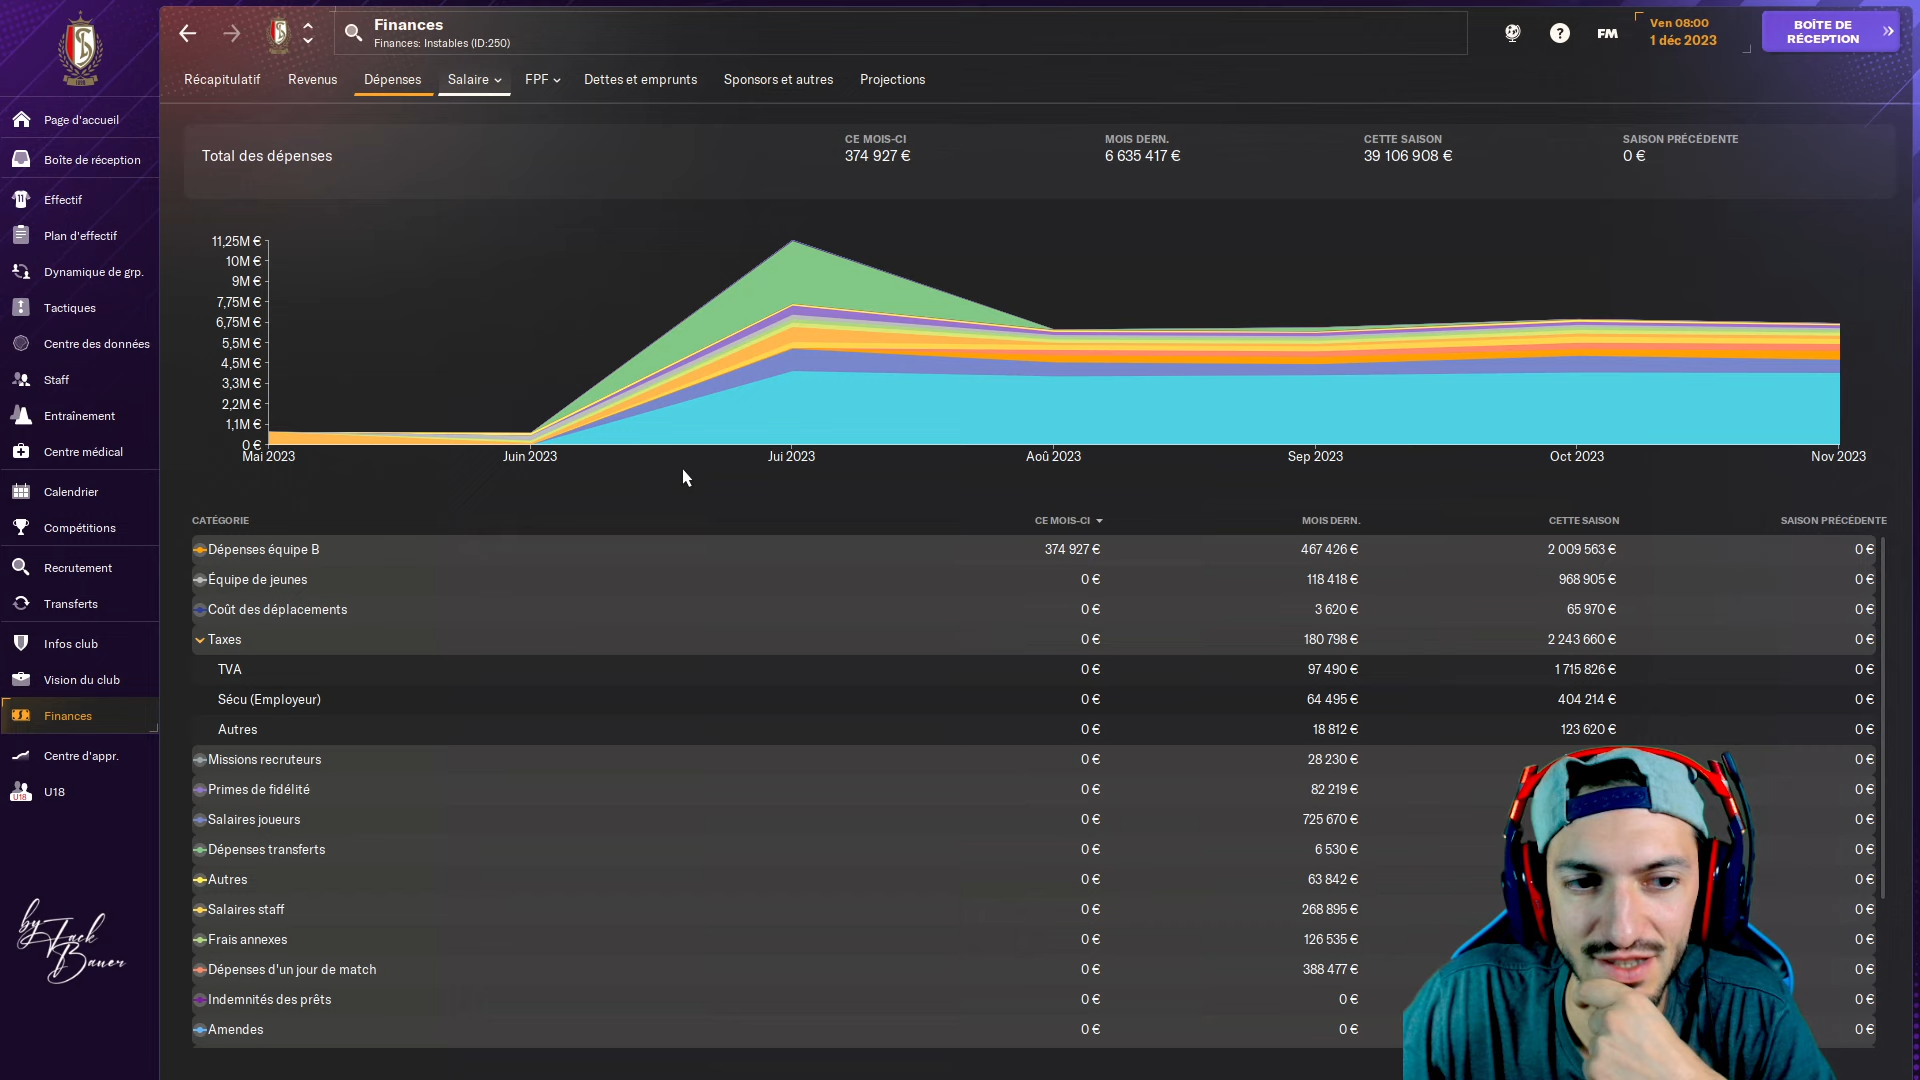 Finances
Finances: Instables (ID:250)
?
FM
Ven 08:00
1 déc 2023
BOÎTE DE
RÉCEPTION
Récapitulatif
Revenus
Dépenses
Salaire
FPF
Dettes et emprunts
Sponsors et autres
Projections
Page d'accueil
Boîte de réception
Effectif
Plan d'effectif
Dynamique de grp.
Tactiques
Centre des données
Staff
Entraînement
Centre médical
Calendrier
Compétitions
Recrutement
Transferts
Infos club
Vision du club
Finances
Centre d'appr.
U18
U18
by Jack
Bauer
Total des dépenses
CE MOIS-CI
374 927 €
MOIS DERN.
6 635 417 €
CETTE SAISON
39 106 908 €
SAISON PRÉCÉDENTE
0 €
11,25M €
10M €
9M €
7,75M €
6,75M €
5,5M €
4,5M €
3,3M €
2,2M €
1,1M €
0 €
Mai 2023
Juin 2023
Jui 2023
Aoû 2023
Sep 2023
Oct 2023
Nov 2023
CATÉGORIE CE MOIS-CI MOIS DERN. CETTE SAISON SAISON PRÉCÉDENTE
Dépenses équipe B 374 927 € 467 426 € 2 009 563 € 0 €
Équipe de jeunes 0 € 118 418 € 968 905 € 0 €
Coût des déplacements 0 € 3 620 € 65 970 € 0 €
Taxes 0 € 180 798 € 2 243 660 € 0 €
TVA 0 € 97 490 € 1 715 826 € 0 €
Sécu (Employeur) 0 € 64 495 € 404 214 € 0 €
Autres 0 € 18 812 € 123 620 € 0 €
Missions recruteurs 0 € 28 230 € 0 €
Primes de fidélité 0 € 82 219 € 0 €
Salaires joueurs 0 € 725 670 € 0 €
Dépenses transferts 0 € 6 530 € 0 €
Autres 0 € 63 842 € 0 €
Salaires staff 0 € 268 895 € 0 €
Frais annexes 0 € 126 535 € 0 €
Dépenses d'un jour de match 0 € 388 477 € 0 €
Indemnités des prêts 0 € 0 € 0 €
Amendes 0 € 0 € 0 €